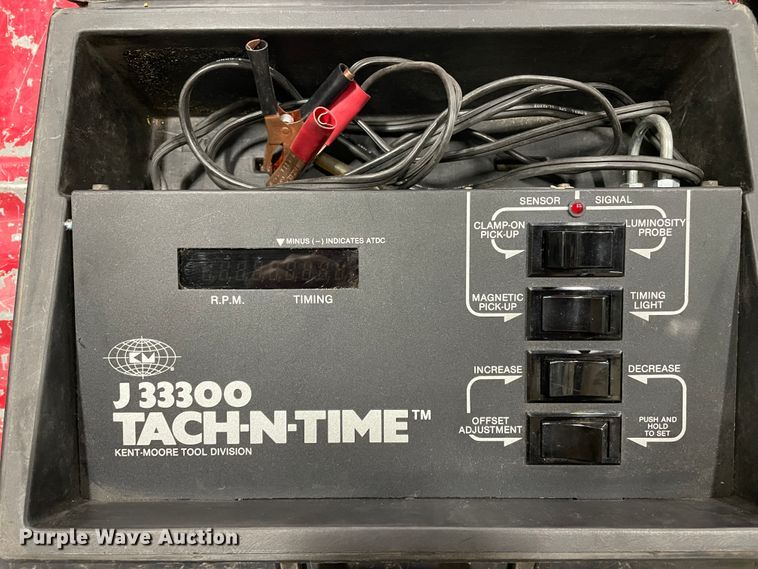 SENSOR SIGNAL
CLAMP-ON PICK-UP
LUMINOSITY PROBE
▼ MINUS (–) INDICATES ATDC
R.P.M. TIMING
MAGNETIC PICK-UP
TIMING LIGHT
KM
INCREASE DECREASE
J 33300
TACH-N-TIME™
OFFSET ADJUSTMENT
PUSH AND HOLD TO SET
KENT-MOORE TOOL DIVISION
Purple Wave Auction